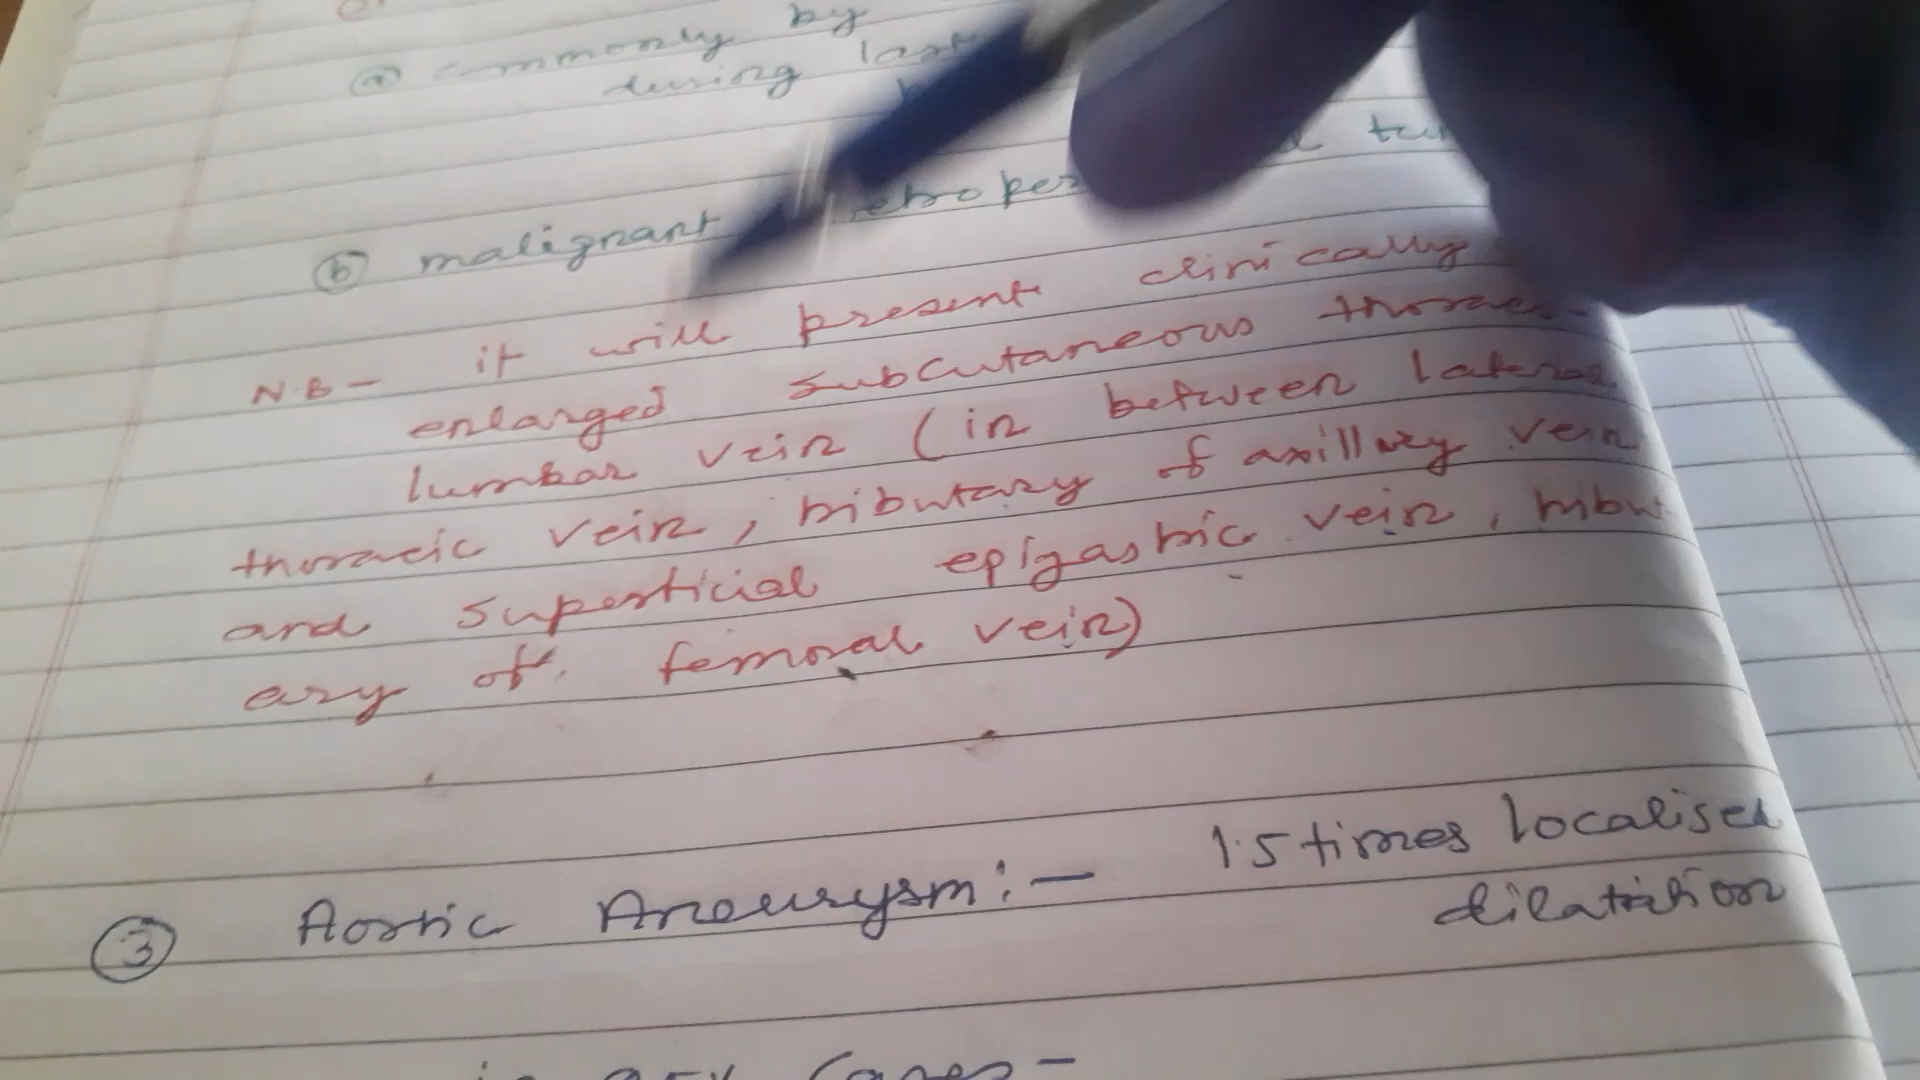 (a) commonly by
during last
(b) malignant
N.B - it will present clinically
enlarged subcutaneous
lumbar vein (in between lateral
thoracic vein, tributary of axillary vein
and superficial epigastric vein, tribut
ary of femoral vein)
(3) Aortic Aneurysm:- 1.5 times localised
dilatation
Cases -